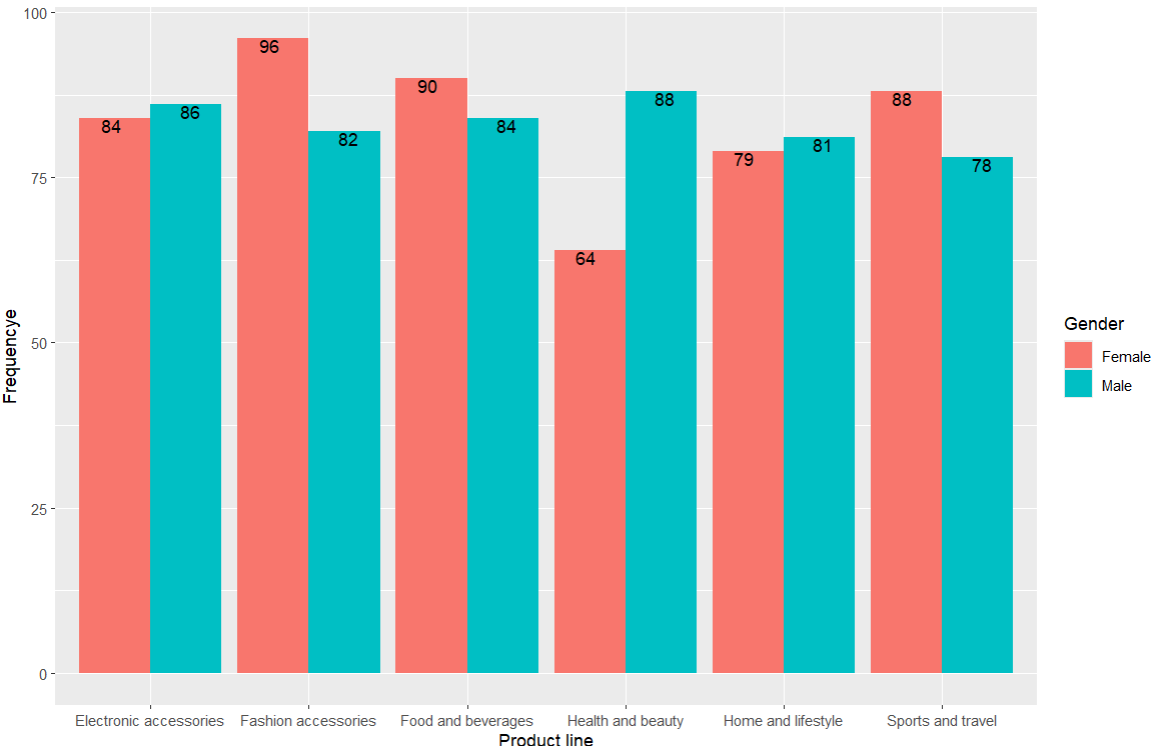 100
75
50
25
0
Frequencye
84
86
96
82
90
84
64
88
79
81
88
78
Electronic accessories
Fashion accessories
Food and beverages
Health and beauty
Home and lifestyle
Sports and travel
Product line
Gender
Female
Male